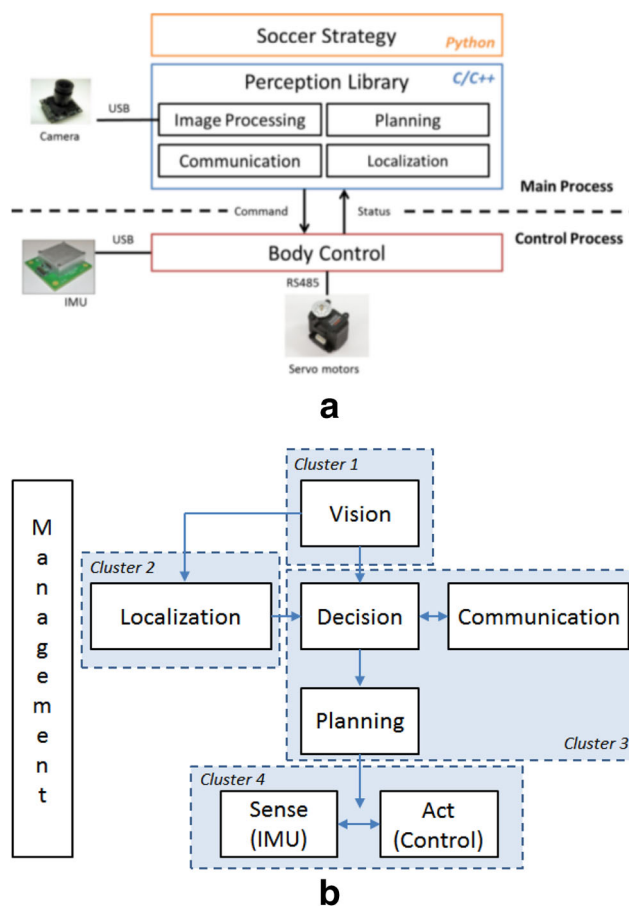 Soccer Strategy
Python
Perception Library
C/C++
Image Processing
Planning
Communication
Localization
USB
Camera
Main Process
Command
Status
Control Process
USB
Body Control
IMU
RS485
Servo motors
a
Management
Cluster 1
Vision
Cluster 2
Localization
Decision
Communication
Planning
Cluster 3
Cluster 4
Sense
(IMU)
Act
(Control)
b